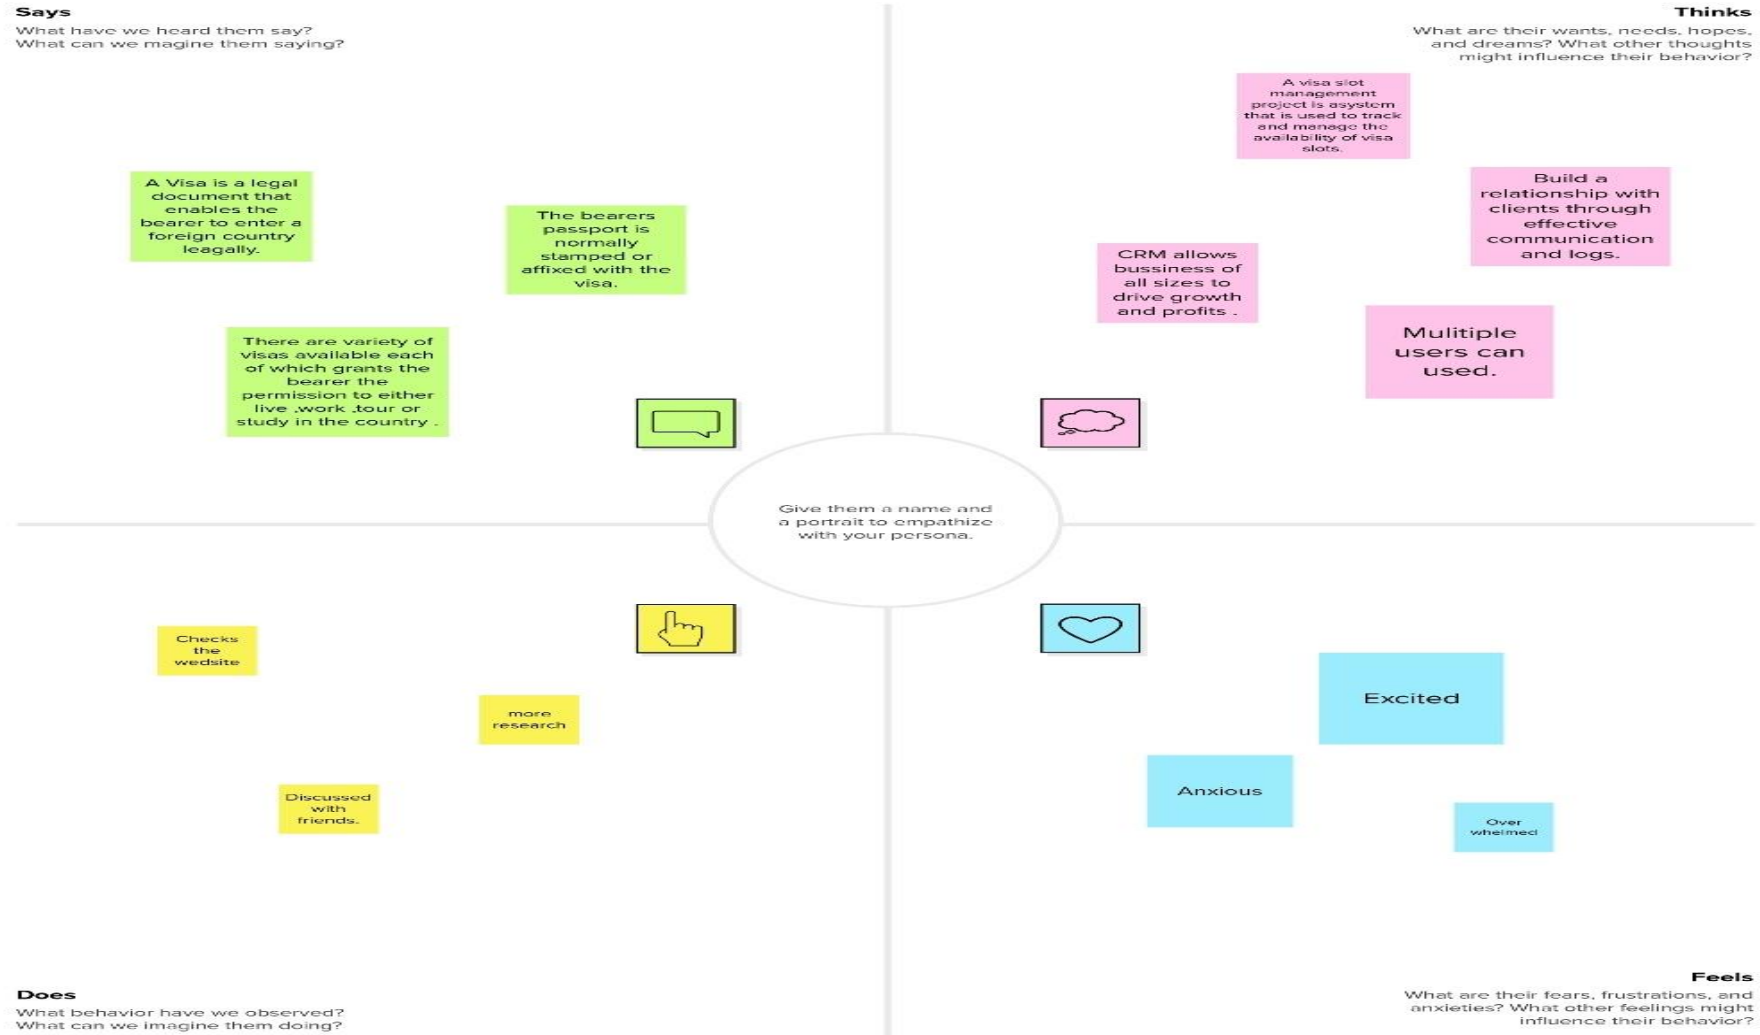 Says
What have we heard them say?
What can we magine them saying?
A Visa is a legal
document that
enables the
bearer to enter a
foreign country
leagally.
The bearers
passport is
normally
stamped or
affixed with the
visa.
There are variety of
visas available each
of which grants the
bearer the
permission to either
live ,work ,tour or
study in the country .
Thinks
What are their wants, needs, hopes,
and dreams? What other thoughts
might influence their behavior?
A visa slot
management
project is asystem
that is used to track
and manage the
availability of visa
slots.
Build a
relationship with
clients through
effective
communication
and logs.
CRM allows
bussiness of
all sizes to
drive growth
and profits .
Mulitiple
users can
used.
Give them a name and
a portrait to empathize
with your persona.
Checks
the
wedsite
more
research
Discussed
with
friends.
Does
What behavior have we observed?
What can we imagine them doing?
Excited
Anxious
Over
whelmed
Feels
What are their fears, frustrations, and
anxieties? What other feelings might
influence their behavior?